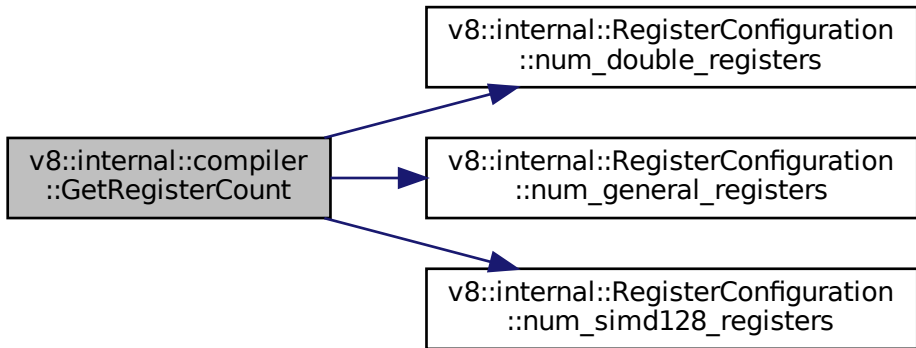 v8::internal::RegisterConfiguration
::num_double_registers
v8::internal::compiler
::GetRegisterCount
v8::internal::RegisterConfiguration
::num_general_registers
v8::internal::RegisterConfiguration
::num_simd128_registers